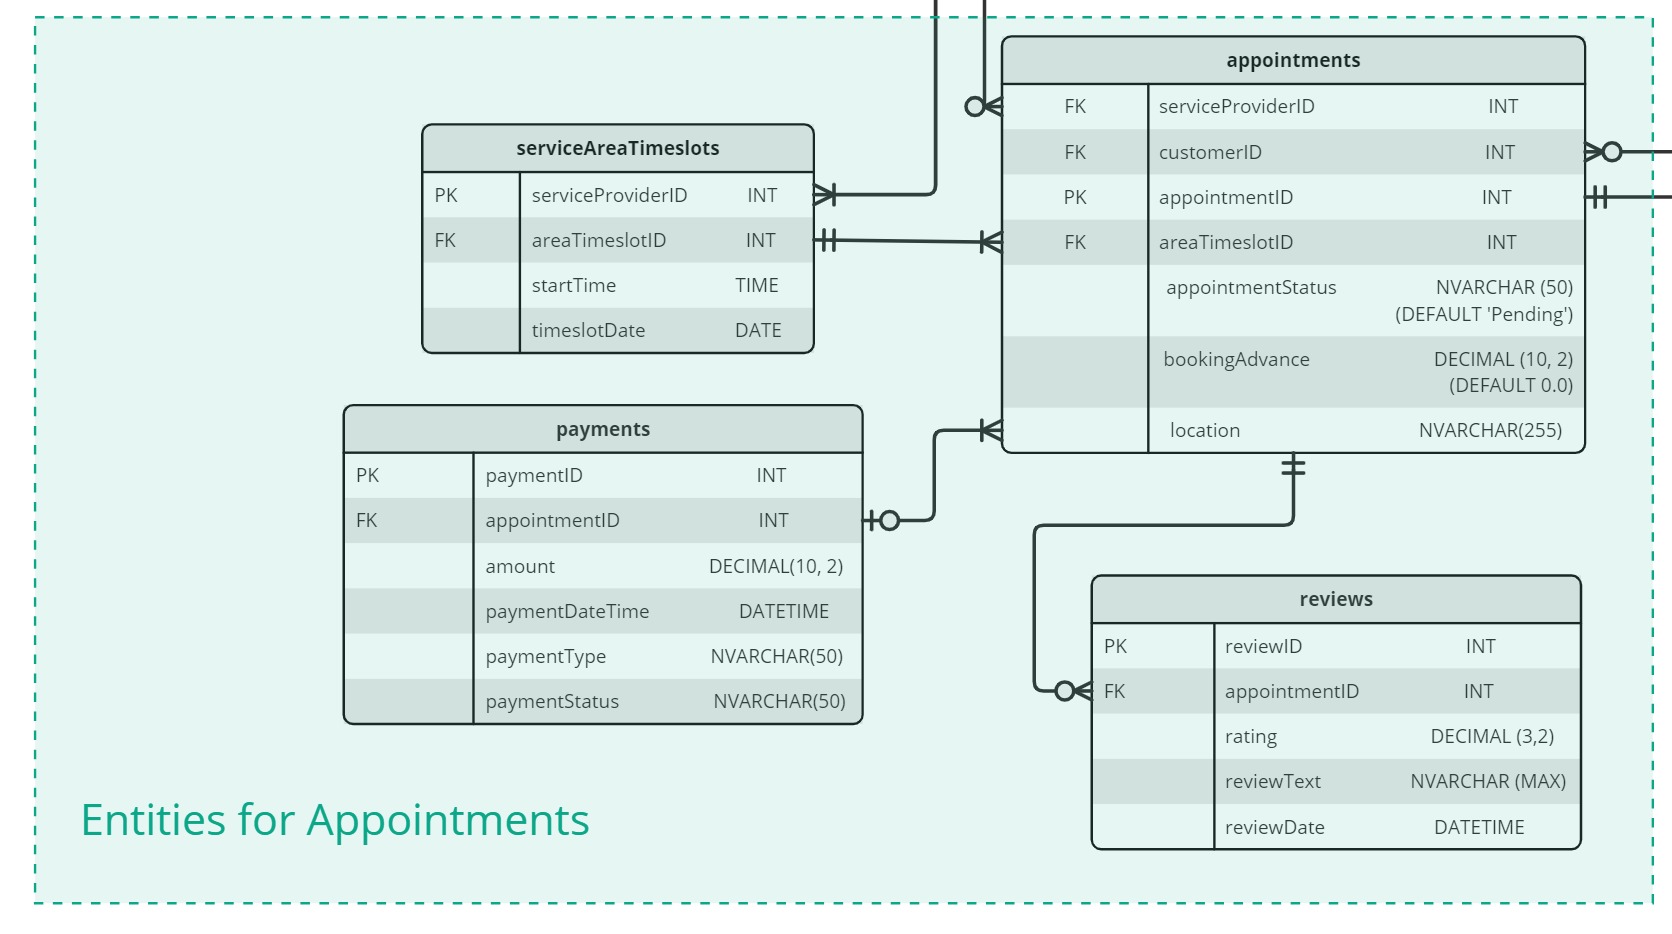 appointments
FK serviceProviderID INT
FK customerID INT
PK appointmentID INT
FK areaTimeslotID INT
appointmentStatus NVARCHAR (50)
(DEFAULT 'Pending')
bookingAdvance DECIMAL (10, 2)
(DEFAULT 0.0)
location NVARCHAR(255)
serviceAreaTimeslots
PK serviceProviderID INT
FK areaTimeslotID INT
startTime TIME
timeslotDate DATE
payments
PK paymentID INT
FK appointmentID INT
amount DECIMAL(10, 2)
paymentDateTime DATETIME
paymentType NVARCHAR(50)
paymentStatus NVARCHAR(50)
reviews
PK reviewID INT
FK appointmentID INT
rating DECIMAL (3,2)
reviewText NVARCHAR (MAX)
reviewDate DATETIME
Entities for Appointments